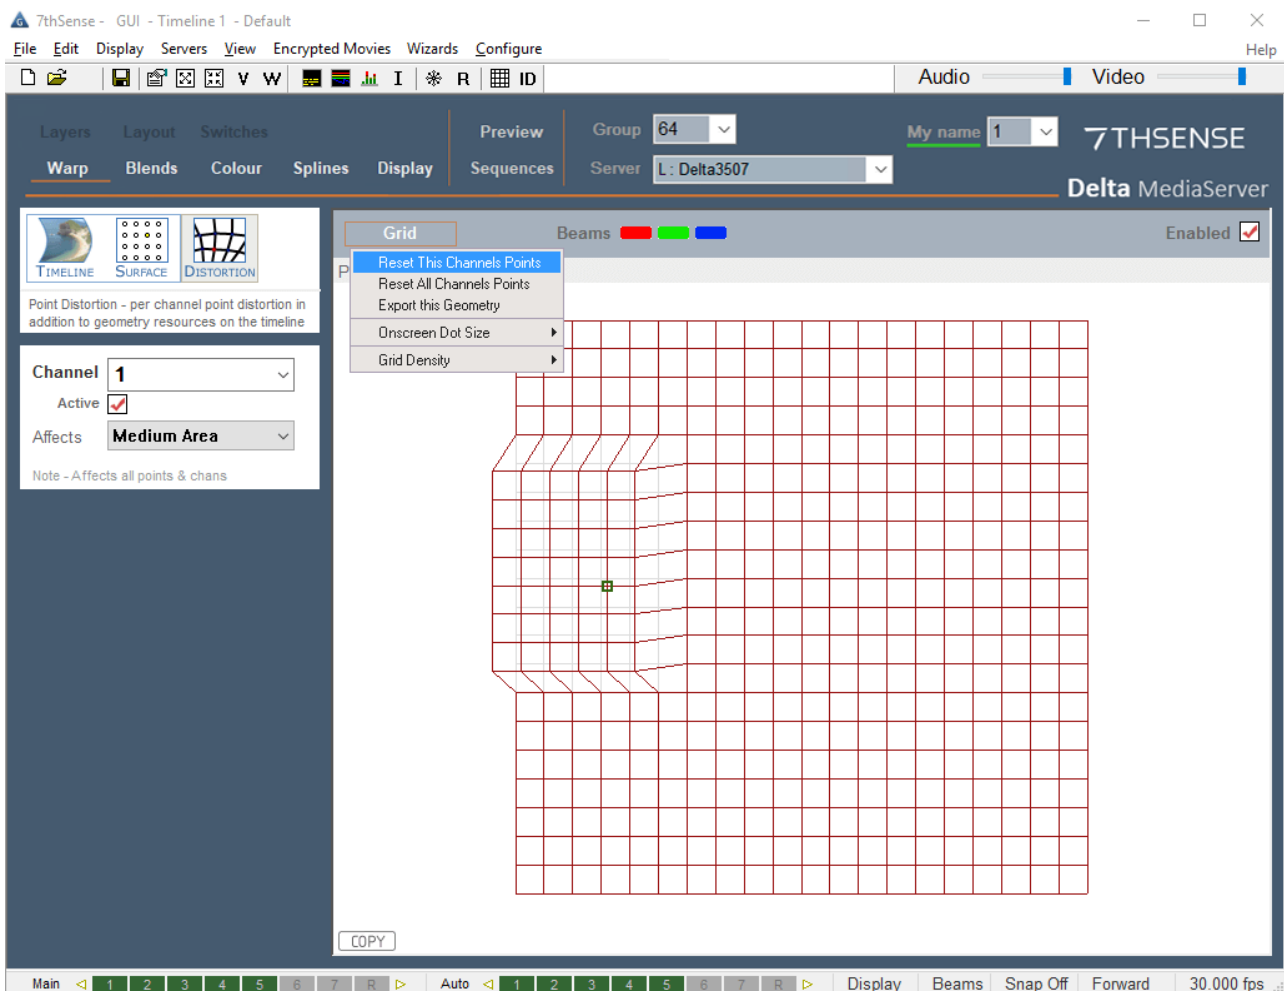 7thSense - GUI - Timeline 1 - Default
File Edit Display Servers View Encrypted Movies Wizards Configure Help
V W I R ID Audio Video
Layers Layout Switches Preview Group 64 My name 1 7THSENSE
Warp Blends Colour Splines Display Sequences Server L : Delta3507
Delta MediaServer
TIMELINE SURFACE DISTORTION
Point Distortion - per channel point distortion in
addition to geometry resources on the timeline
Channel 1
Active
Affects Medium Area
Note - Affects all points & chans
Grid Beams Enabled
P
Reset This Channels Points
Reset All Channels Points
Export this Geometry
Onscreen Dot Size
Grid Density
COPY
Main 1 2 3 4 5 6 7 R Auto 1 2 3 4 5 6 7 R Display Beams Snap Off Forward 30.000 fps